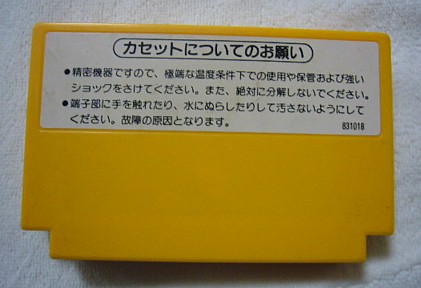 カセットについてのお願い
●精密機器ですので、極端な温度条件下での使用や保管および強い
ショックをさけてください。また、絶対に分解しないでください。
●端子部に手を触れたり、水にぬらしたりして汚さないようにして
ください。故障の原因となります。
831018